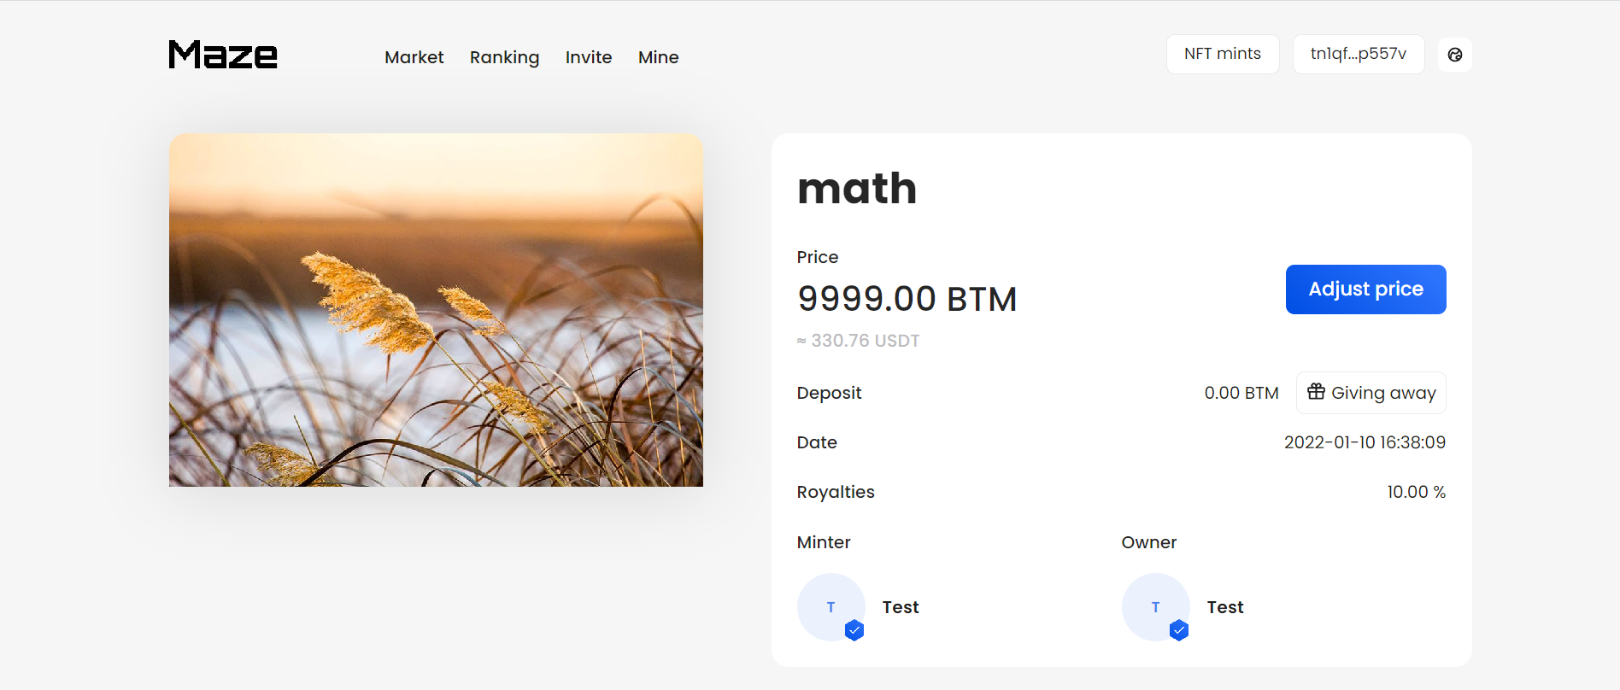 Maze
Market Ranking Invite Mine
NFT mints
tn1qf...p557v
math
Price
9999.00 BTM
Adjust price
≈ 330.76 USDT
Deposit 0.00 BTM Giving away
Date 2022-01-10 16:38:09
Royalties 10.00 %
Minter Owner
T Test T Test